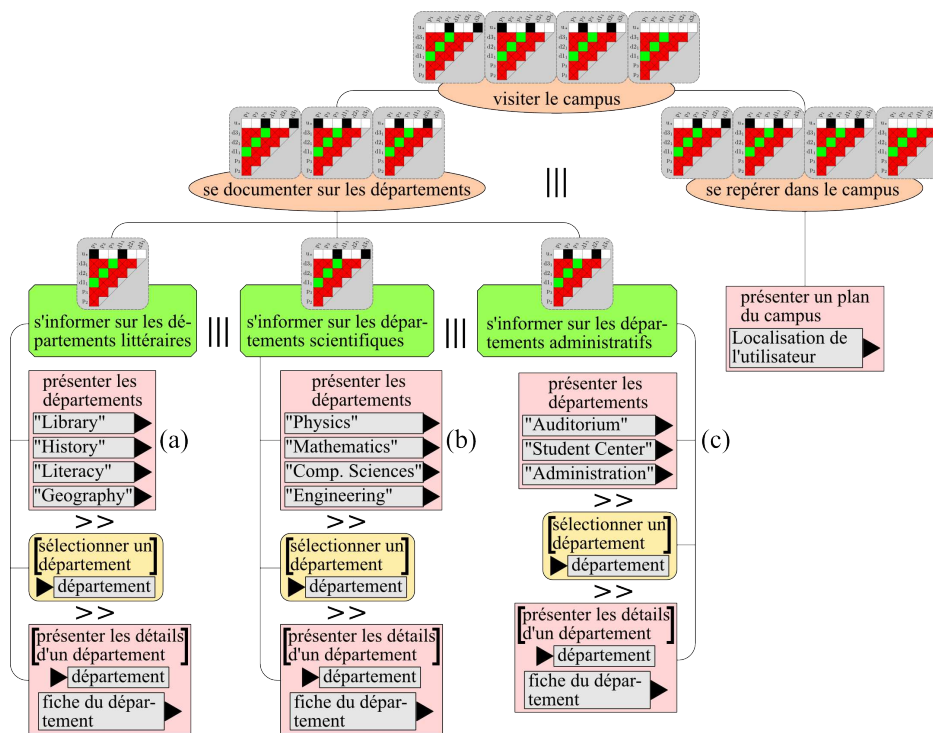 visiter le campus
se documenter sur les départements
|||
se repérer dans le campus
s'informer sur les dé-
partements littéraires
|||
s'informer sur les dépar-
tements scientifiques
|||
s'informer sur les dépar-
tements administratifs
présenter un plan
du campus
Localisation de
l'utilisateur
présenter les
départements
"Library"
"History"
"Literacy"
"Geography"
(a)
>>
[sélectionner un
département]
département
>>
[présenter les détails
d'un département]
département
fiche du dépar-
tement
présenter les
départements
"Physics"
"Mathematics"
"Comp. Sciences"
"Engineering"
(b)
>>
[sélectionner un
département]
département
>>
[présenter les détails
d'un département]
département
fiche du dépar-
tement
présenter les
départements
"Auditorium"
"Student Center"
"Administration"
(c)
>>
[sélectionner un
département]
département
>>
[présenter les détails
d'un département]
département
fiche du dépar-
tement